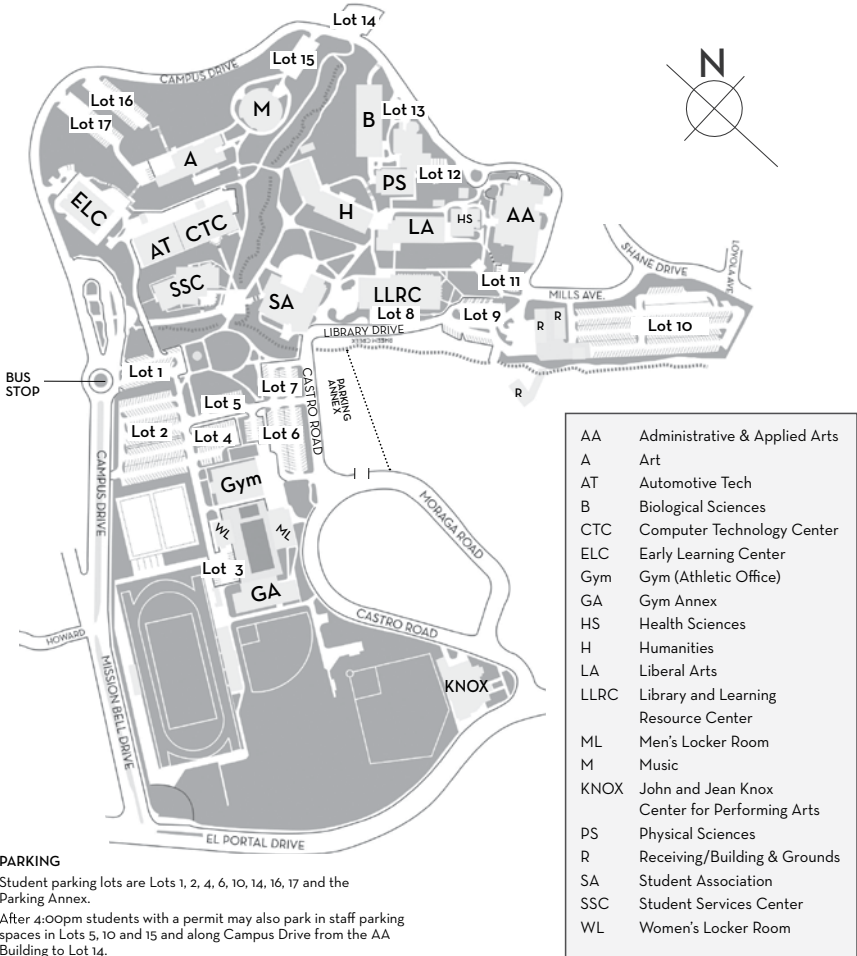 Lot 14
N
Lot 15
CAMPUS DRIVE
Lot 16
Lot 17
M
B
Lot 13
A
PS
Lot 12
ELC
H
HS
AA
AT
CTC
LA
SHANE DRIVE
LOYOLA AVE.
SSC
SA
LLRC
Lot 11
MILLS AVE.
Lot 8
Lot 9
R
R
Lot 10
LIBRARY DRIVE
BUS
STOP
Lot 1
Lot 7
CASTRO ROAD
PARKING
ANNEX
R
Lot 5
Lot 2
Lot 4
Lot 6
CAMPUS DRIVE
Gym
WL
ML
MORAGA ROAD
Lot 3
GA
CASTRO ROAD
HOWARD
MISSION BELL DRIVE
KNOX
EL PORTAL DRIVE
AA Administrative & Applied Arts
A Art
AT Automotive Tech
B Biological Sciences
CTC Computer Technology Center
ELC Early Learning Center
Gym Gym (Athletic Office)
GA Gym Annex
HS Health Sciences
H Humanities
LA Liberal Arts
LLRC Library and Learning
Resource Center
ML Men's Locker Room
M Music
KNOX John and Jean Knox
Center for Performing Arts
PS Physical Sciences
R Receiving/Building & Grounds
SA Student Association
SSC Student Services Center
WL Women's Locker Room
PARKING
Student parking lots are Lots 1, 2, 4, 6, 10, 14, 16, 17 and the
Parking Annex.
After 4:00pm students with a permit may also park in staff parking
spaces in Lots 5, 10 and 15 and along Campus Drive from the AA
Building to Lot 14.